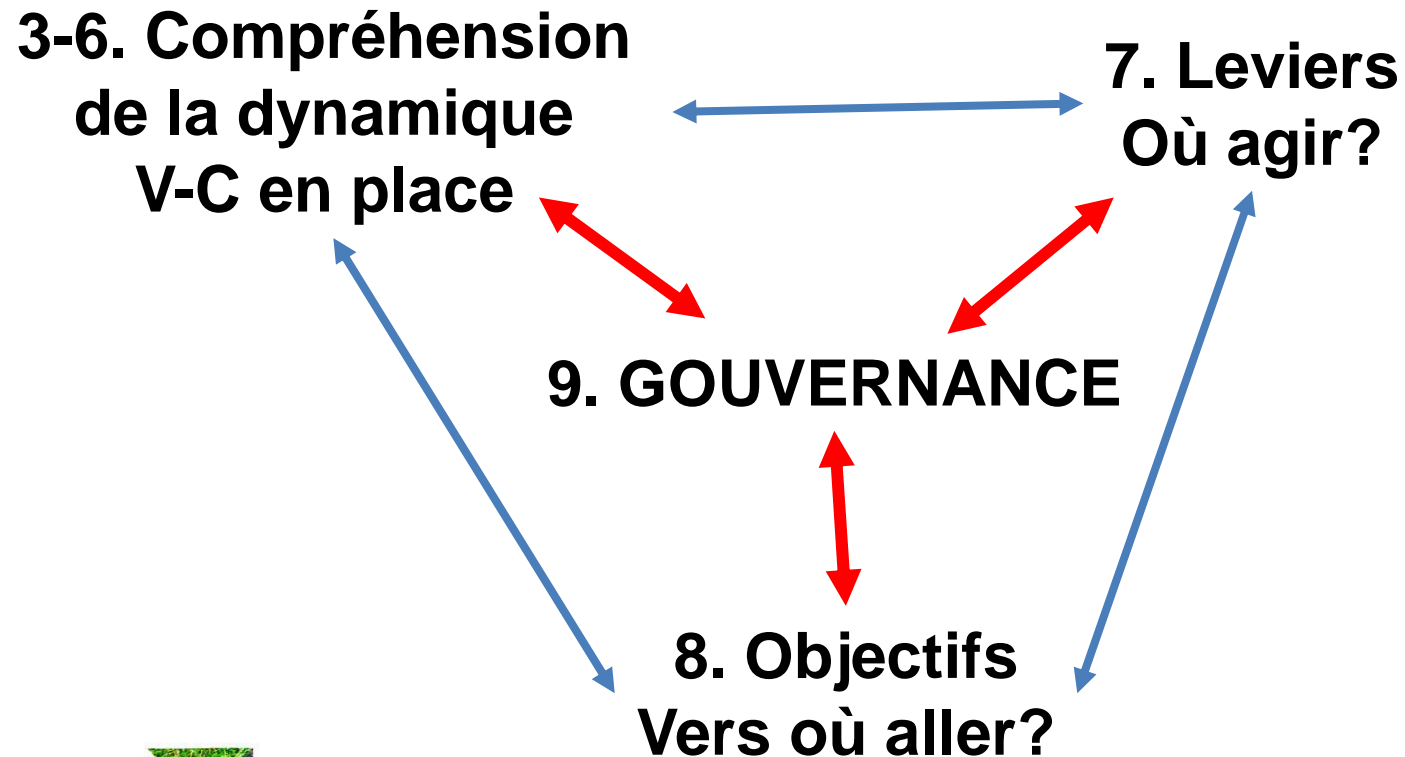 3-6. Compréhension
de la dynamique
V-C en place
7. Leviers
Où agir?
9. GOUVERNANCE
8. Objectifs
Vers où aller?